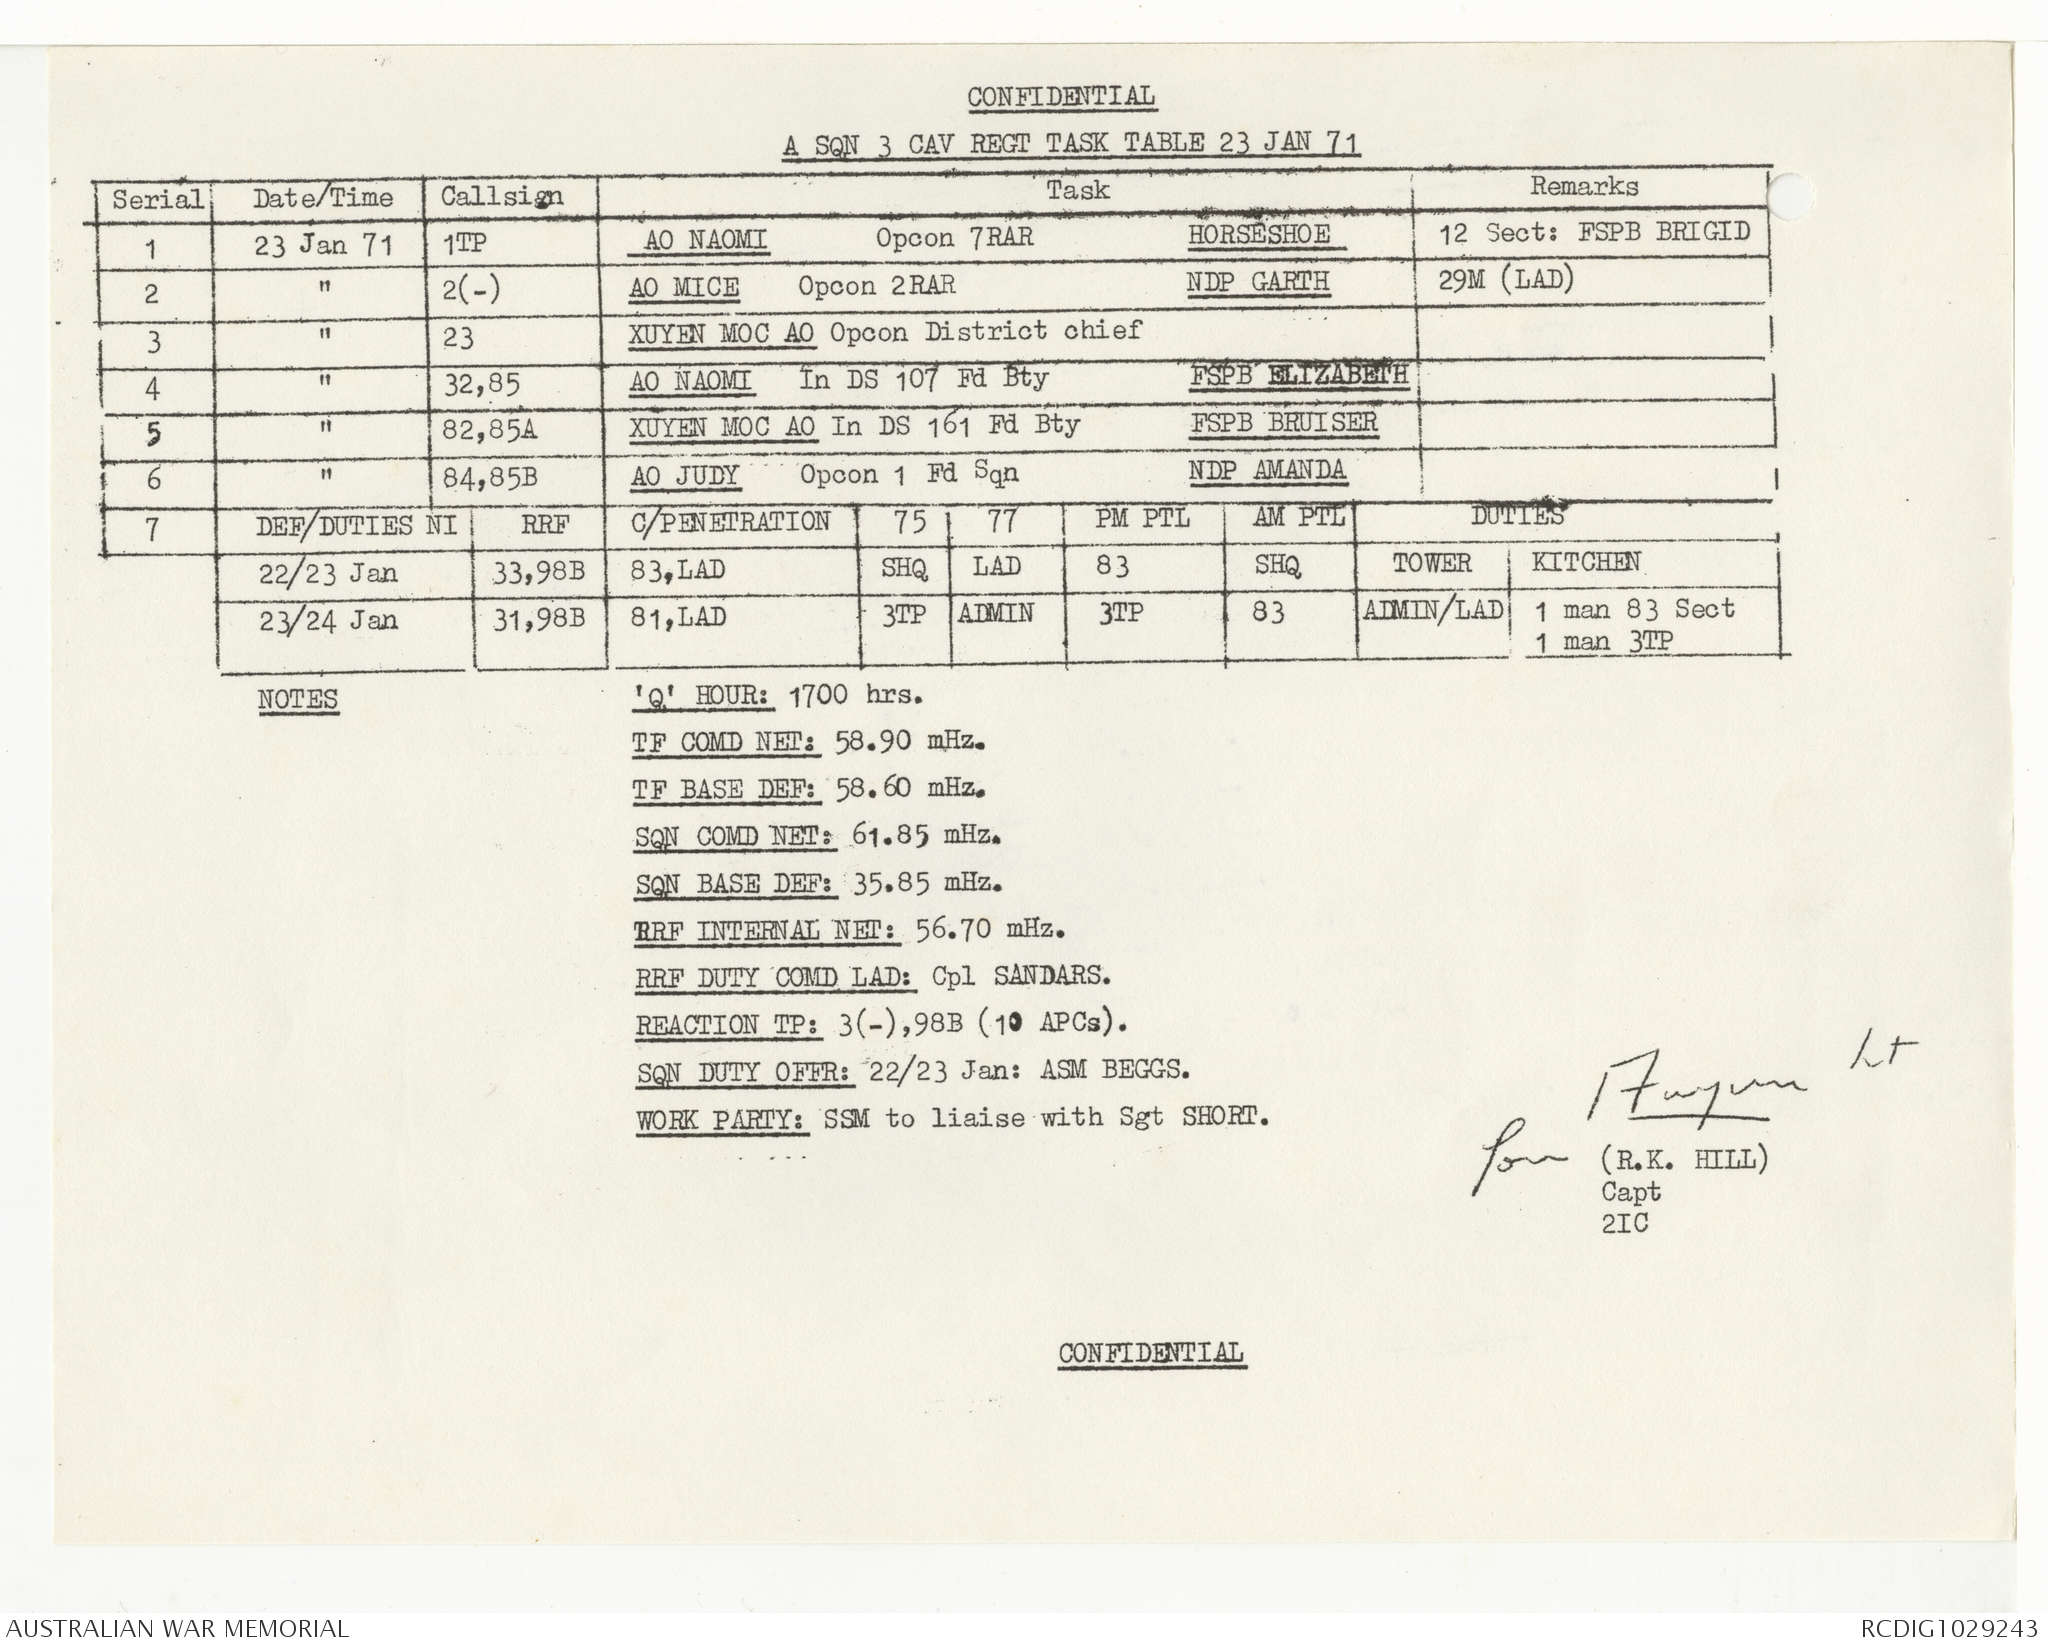 CONFIDENTIAL
A SQN 3 CAV REGT TASK TABLE 23 JAN 71
Serial Date/Time Callsign Task Remarks
1 23 Jan 71 1TP AO NAOMI Opcon 7RAR HORSESHOE 12 Sect: FSPB BRIGID
2 " 2(-) AO MICE Opcon 2RAR NDP GARTH 29M (LAD)
3 " 23 XUYEN MOC AO Opcon District chief
4 " 32,85 AO NAOMI In DS 107 Fd Bty FSPB ELIZABETH
5 " 82,85A XUYEN MOC AO In DS 161 Fd Bty FSPB BRUISER
6 " 84,85B AO JUDY Opcon 1 Fd Sqn NDP AMANDA
7 DEF/DUTIES NI RRF C/PENETRATION 75 77 PM PTL AM PTL DUTIES
22/23 Jan 33,98B 83,LAD SHQ LAD 83 SHQ TOWER KITCHEN
23/24 Jan 31,98B 81,LAD 3TP ADMIN 3TP 83 ADMIN/LAD 1 man 83 Sect
1 man 3TP
NOTES 'Q' HOUR: 1700 hrs.
TF COMD NET: 58.90 mHz.
TF BASE DEF: 58.60 mHz.
SQN COMD NET: 61.85 mHz.
SQN BASE DEF: 35.85 mHz.
RRF INTERNAL NET: 56.70 mHz.
RRF DUTY COMD LAD: Cpl SANDARS.
REACTION TP: 3(-),98B (10 APCs).
SQN DUTY OFFR: 22/23 Jan: ASM BEGGS.
WORK PARTY: SSM to liaise with Sgt SHORT.
Lt
for (R.K. HILL)
Capt
2IC
CONFIDENTIAL
AUSTRALIAN WAR MEMORIAL RCDIG1029243